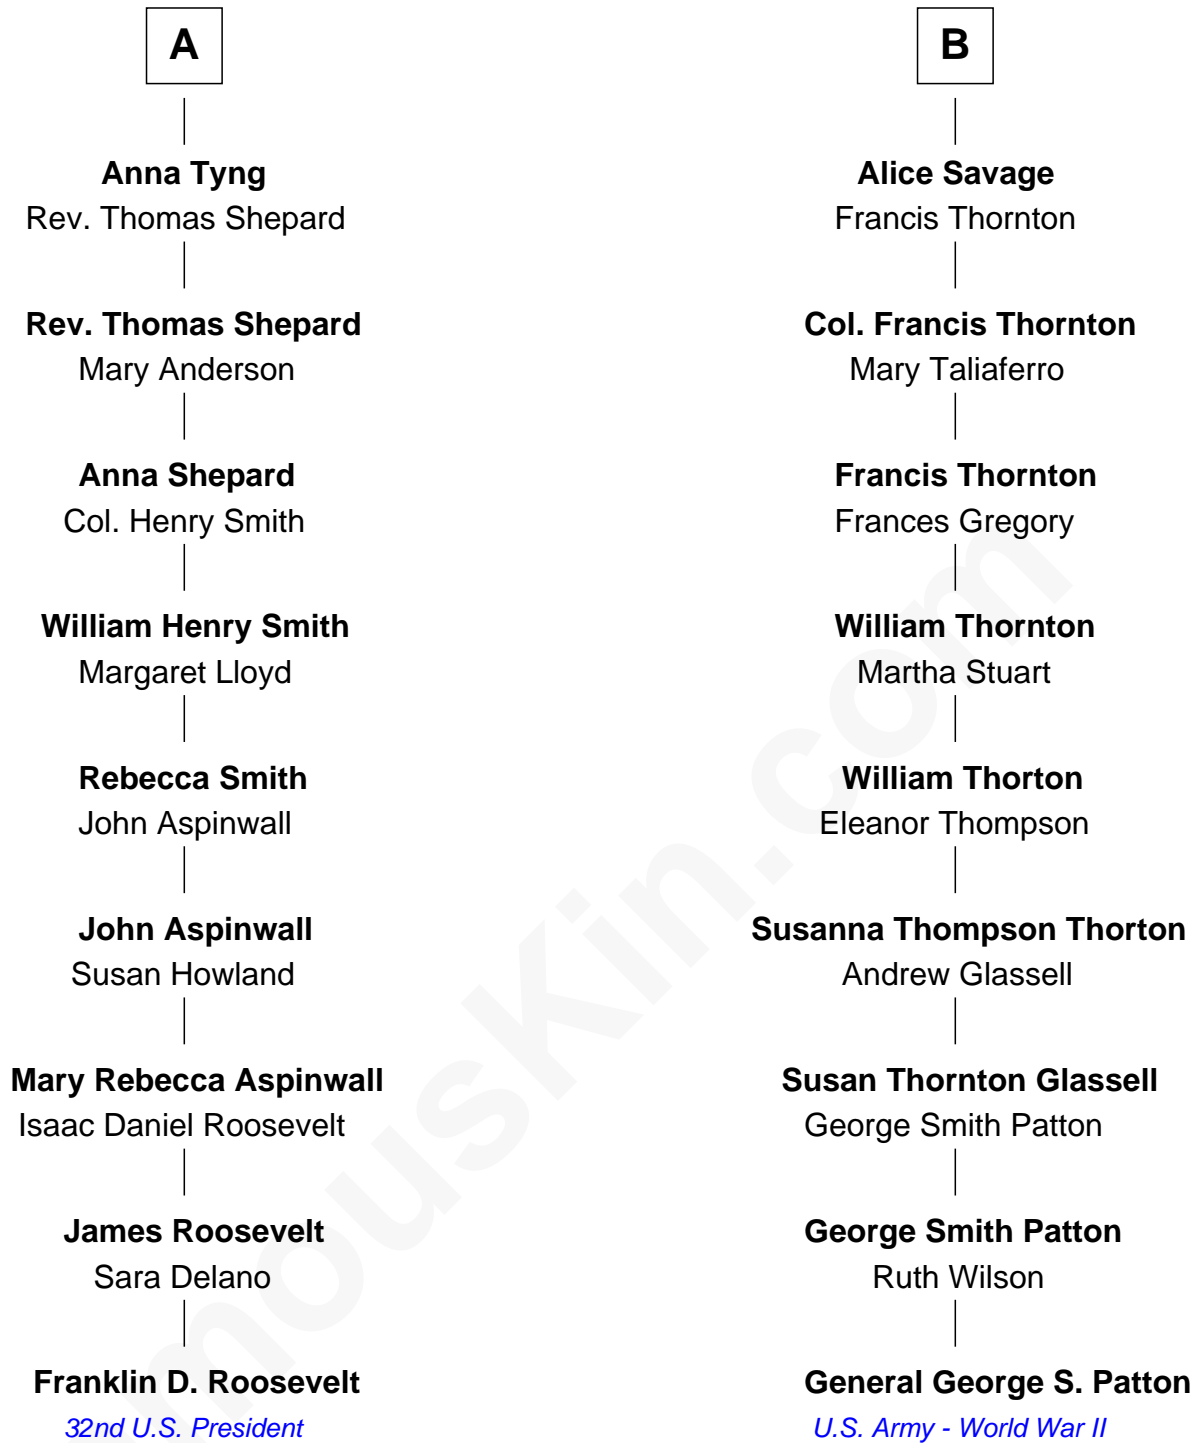 A
Anna Tyng
Rev. Thomas Shepard
Rev. Thomas Shepard
Mary Anderson
Anna Shepard
Col. Henry Smith
William Henry Smith
Margaret Lloyd
Rebecca Smith
John Aspinwall
John Aspinwall
Susan Howland
Mary Rebecca Aspinwall
Isaac Daniel Roosevelt
James Roosevelt
Sara Delano
Franklin D. Roosevelt
32nd U.S. President
B
Alice Savage
Francis Thornton
Col. Francis Thornton
Mary Taliaferro
Francis Thornton
Frances Gregory
William Thornton
Martha Stuart
William Thorton
Eleanor Thompson
Susanna Thompson Thorton
Andrew Glassell
Susan Thornton Glassell
George Smith Patton
George Smith Patton
Ruth Wilson
General George S. Patton
U.S. Army - World War II
mousKin.com